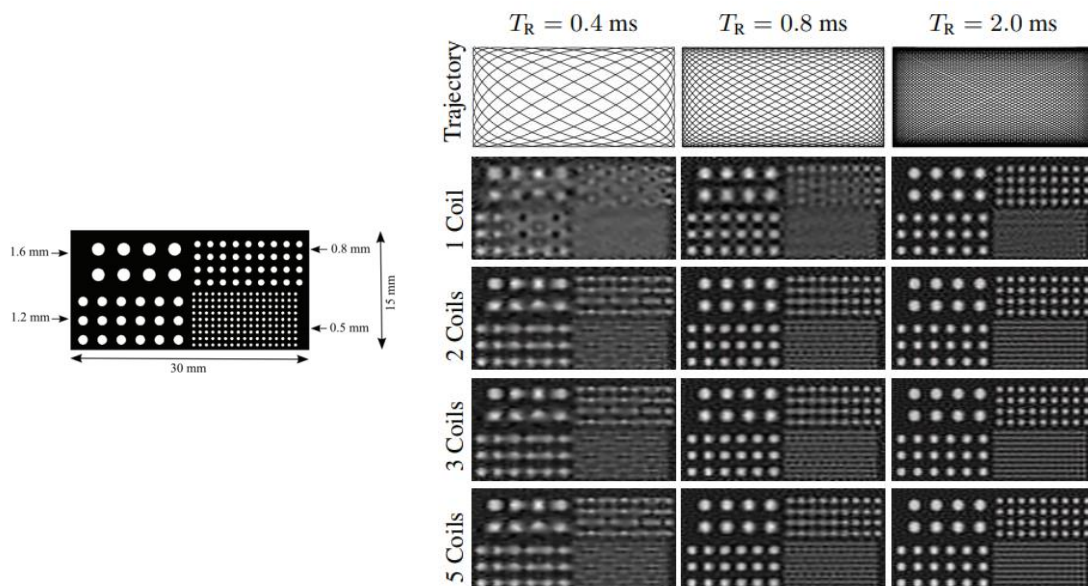 T_R = 0.4 ms
T_R = 0.8 ms
T_R = 2.0 ms
Trajectory
1 Coil
2 Coils
3 Coils
5 Coils
1.6 mm
0.8 mm
1.2 mm
0.5 mm
15 mm
30 mm